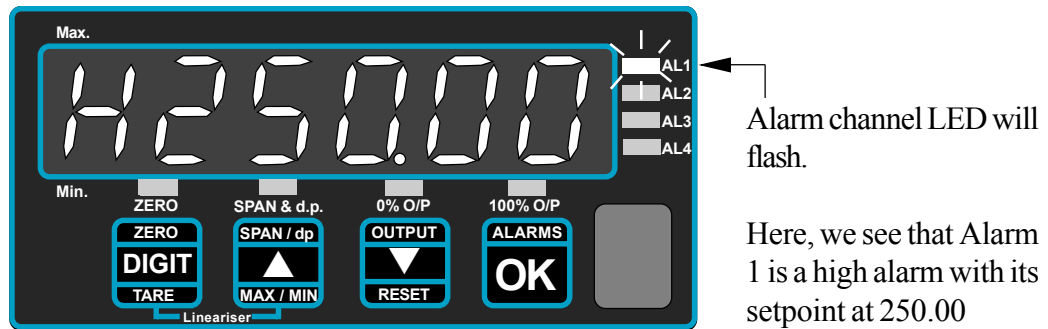 Max.
H250.00
AL1
AL2
AL3
AL4
Min.
ZERO SPAN & d.p. 0% O/P 100% O/P
ZERO SPAN / dp OUTPUT ALARMS
DIGIT OK
TARE MAX / MIN RESET
Lineariser
Alarm channel LED will
flash.
Here, we see that Alarm
1 is a high alarm with its
setpoint at 250.00